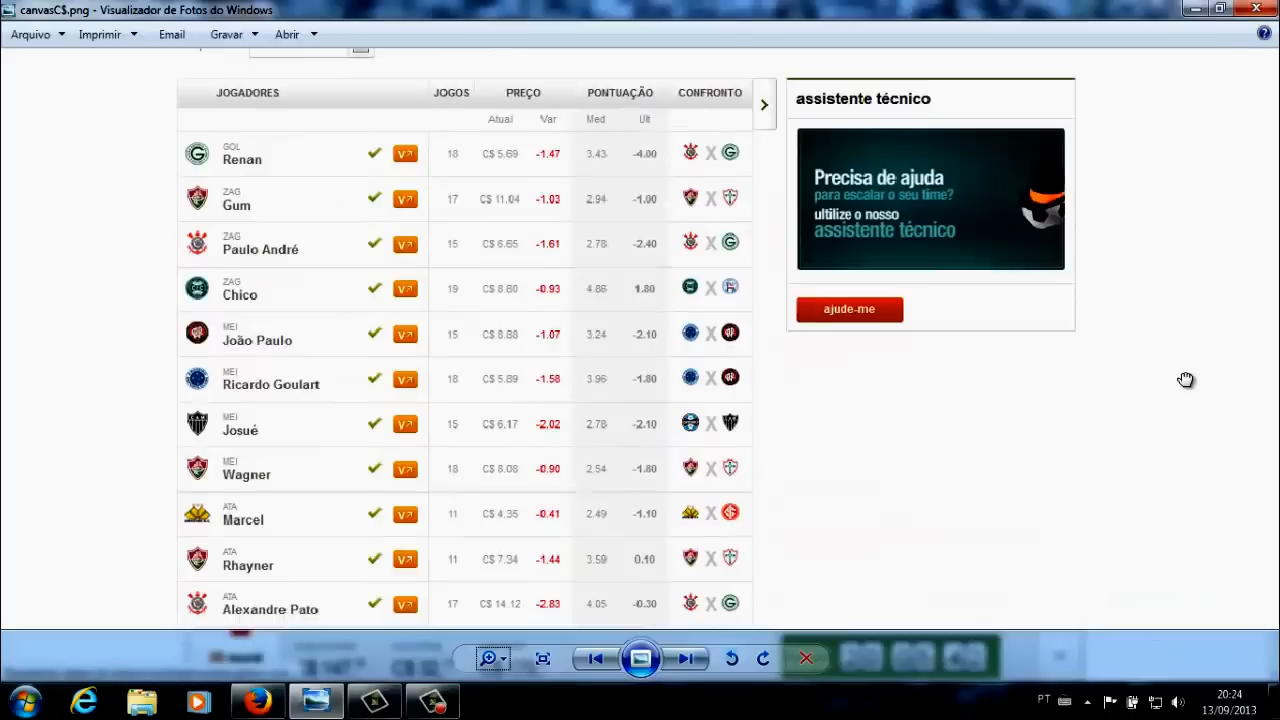 canvasC$.png - Visualizador de Fotos do Windows
Arquivo Imprimir Email Gravar Abrir
JOGADORES JOGOS PREÇO PONTUAÇÃO CONFRONTO
Atual Var Med Ult
GOL
Renan 18 C$ 5.69 -1.47 3.43 -4.00 X
ZAG
Gum 17 C$ 11.04 -1.03 2.94 -1.00 X
ZAG
Paulo André 15 C$ 6.65 -1.61 2.78 -2.40 X
ZAG
Chico 19 C$ 8.80 -0.93 4.86 1.80 X
MEI
João Paulo 15 C$ 8.88 -1.07 3.24 -2.10 X
MEI
Ricardo Goulart 18 C$ 5.89 -1.58 3.96 -1.80 X
MEI
Josué 15 C$ 6.17 -2.02 2.78 -2.10 X
MEI
Wagner 18 C$ 8.08 -0.90 2.54 -1.80 X
ATA
Marcel 11 C$ 4.35 -0.41 2.49 -1.10 X
ATA
Rhayner 11 C$ 7.34 -1.44 3.59 0.10 X
ATA
Alexandre Pato 17 C$ 14.12 -2.83 4.05 -0.30 X
assistente técnico
Precisa de ajuda
para escalar o seu time?
ultilize o nosso
assistente técnico
ajude-me
PT
20:24
13/09/2013